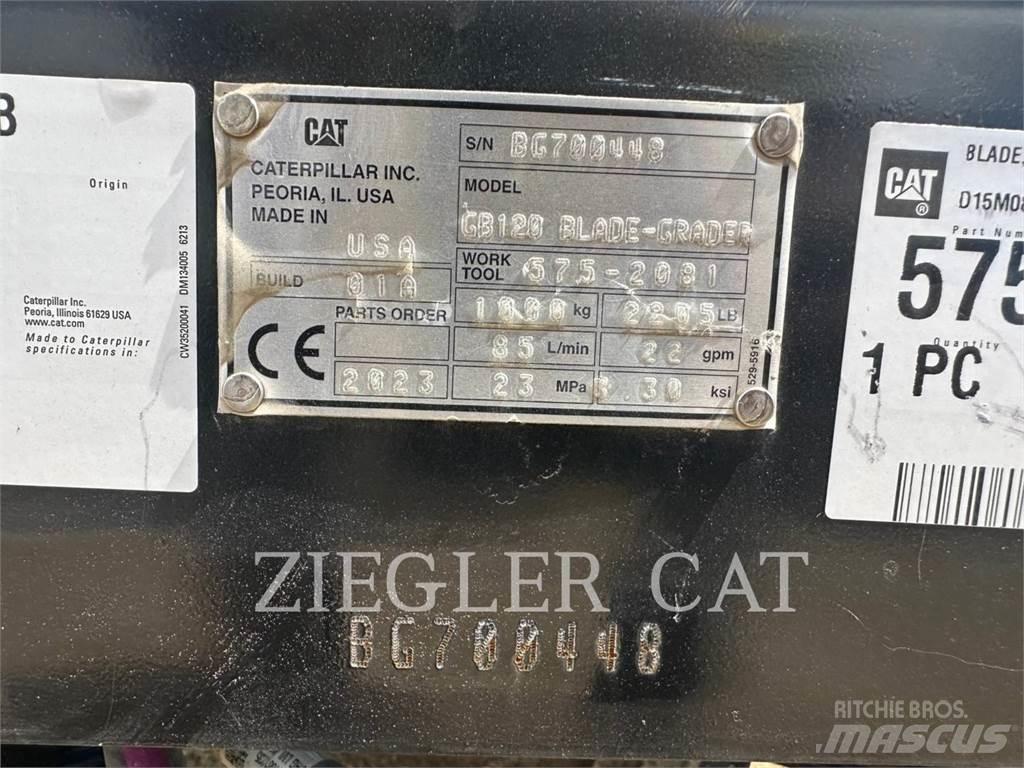 B
Origin
Caterpillar Inc.
Peoria, Illinois 61629 USA
www.cat.com
Made to Caterpillar
specifications in:
CW35200041 DM134005 6213
CAT
CATERPILLAR INC.
PEORIA, IL. USA
MADE IN
USA
BUILD 01A
S/N BG700448
MODEL
GB120 BLADE-GRADER
WORK TOOL 575-2081
PARTS ORDER
1000 kg 2205 LB
85 L/min 22 gpm
2023 23 MPa 3.30 ksi
CE
529-5916
CAT ®
BLADE,
D15M08
Part Num
575
Quantity
1 PC
ZIEGLER CAT
BG700448
RITCHIE BROS.
MASCUS